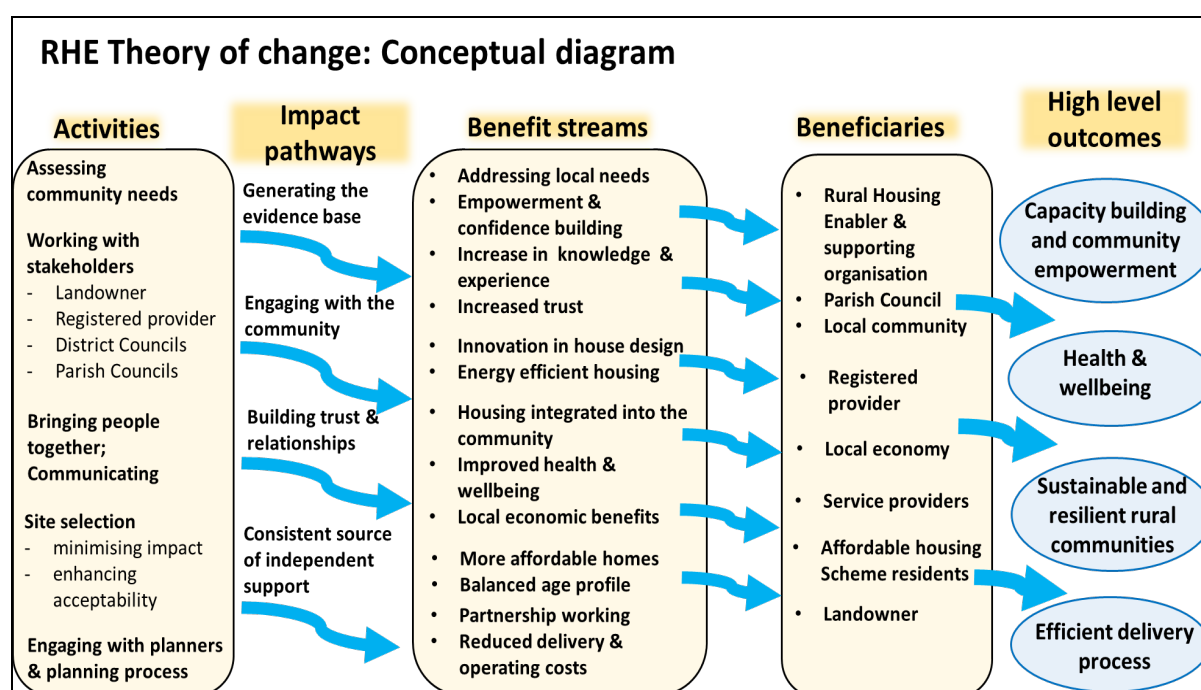 RHE Theory of change: Conceptual diagram
Activities
Assessing
community needs
Working with
stakeholders
- Landowner
- Registered provider
- District Councils
- Parish Councils
Bringing people
together;
Communicating
Site selection
- minimising impact
- enhancing
acceptability
Engaging with planners
& planning process
Impact
pathways
Generating the
evidence base
Engaging with the
community
Building trust &
relationships
Consistent source
of independent
support
Benefit streams
• Addressing local needs
• Empowerment &
confidence building
• Increase in knowledge &
experience
• Increased trust
• Innovation in house design
• Energy efficient housing
• Housing integrated into the
community
• Improved health &
wellbeing
• Local economic benefits
• More affordable homes
• Balanced age profile
• Partnership working
• Reduced delivery &
operating costs
Beneficiaries
• Rural Housing
Enabler &
supporting
organisation
• Parish Council
• Local community
• Registered
provider
• Local economy
• Service providers
• Affordable housing
Scheme residents
• Landowner
High level
outcomes
Capacity building
and community
empowerment
Health &
wellbeing
Sustainable and
resilient rural
communities
Efficient delivery
process